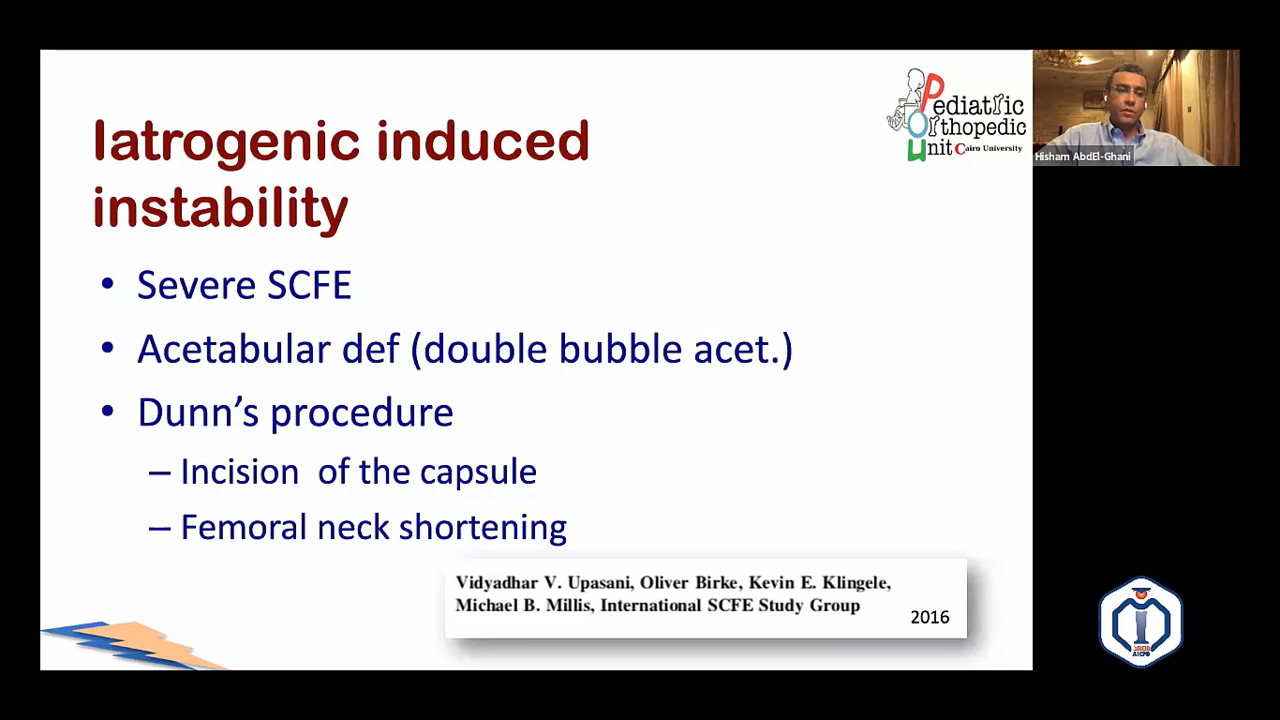 Iatrogenic induced
instability
• Severe SCFE
• Acetabular def (double bubble acet.)
• Dunn’s procedure
– Incision of the capsule
– Femoral neck shortening
Vidyadhar V. Upasani, Oliver Birke, Kevin E. Klingele,
Michael B. Millis, International SCFE Study Group
2016
Pediatric
Orthopedic
Unit Cairo University
Hisham AbdEl-Ghani